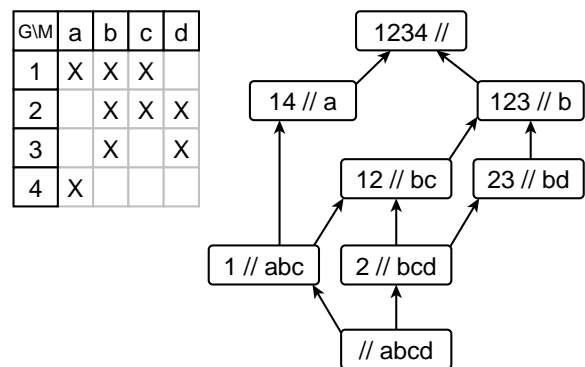 G\M a b c d
1 X X X
2 X X X
3 X X
4 X
1234 //
14 // a
123 // b
12 // bc
23 // bd
1 // abc
2 // bcd
// abcd